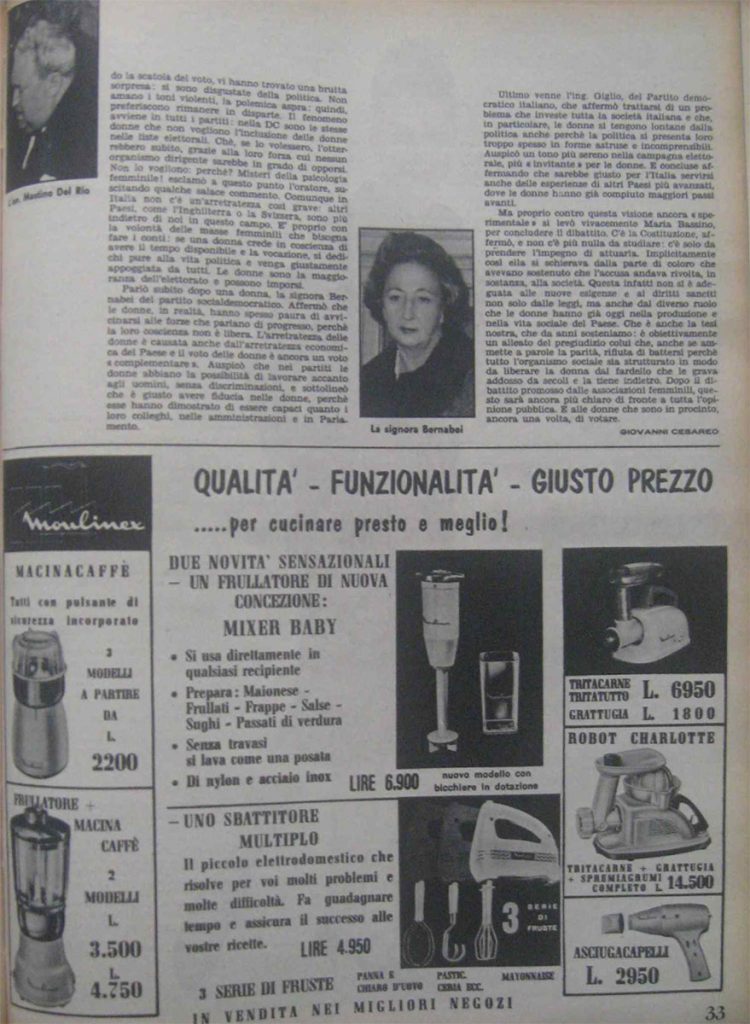 L'on. Mastino Del Rio
do la scatola del voto, vi hanno trovato una brutta
sorpresa: si sono disgustate della politica. Non
amano i toni violenti, la polemica aspra: quindi,
preferiscono rimanere in disparte. Il fenomeno
avviene in tutti i partiti: nella DC sono le stesse
donne che non vogliono l'inclusione delle donne
nelle liste elettorali. Chè, se lo volessero, l'otter-
rebbero subito, grazie alla loro forza cui nessun
organismo dirigente sarebbe in grado di opporsi.
Non lo vogliono: perchè? Misteri della psicologia
femminile! esclamò a questo punto l'oratore, su-
scitando qualche salace commento. Comunque in
Italia non c'è un'arretratezza così grave: altri
Paesi, come l'Inghilterra o la Svizzera, sono più
indietro di noi in questo campo. E' proprio con
la volontà delle masse femminili che bisogna
fare i conti: se una donna crede in coscienza di
avere il tempo disponibile e la vocazione, si dedi-
chi pure alla vita politica e venga giustamente
appoggiata da tutti. Le donne sono la maggio-
ranza dell'elettorato e possono imporsi.
Parlò subito dopo una donna, la signora Ber-
nabei del partito socialdemocratico. Affermò che
le donne, in realtà, hanno spesso paura di avvi-
cinarsi alle forze che parlano di progresso, perchè
la loro coscienza non è libera. L'arretratezza delle
donne è causata anche dall'arretratezza economi-
ca del Paese e il voto delle donne è ancora un voto
« complementare ». Auspicò che nei partiti le
donne abbiano la possibilità di lavorare accanto
agli uomini, senza discriminazioni, e sottolineò
che è giusto avere fiducia nelle donne, perchè
esse hanno dimostrato di essere capaci quanto i
loro colleghi, nelle amministrazioni e in Parla-
mento.
La signora Bernabei
Ultimo venne l'ing. Giglio, del Partito demo-
cratico italiano, che affermò trattarsi di un pro-
blema che investe tutta la società italiana e che,
in particolare, le donne si tengono lontane dalla
politica anche perchè la politica si presenta loro
troppo spesso in forme astruse e incomprensibili.
Auspicò un tono più sereno nella campagna eletto-
rale, più « invitante » per le donne. E concluse af-
fermando che sarebbe giusto per l'Italia servirsi
anche delle esperienze di altri Paesi più avanzati,
dove le donne hanno già compiuto maggiori passi
avanti.
Ma proprio contro questa visione ancora « spe-
rimentale » si levò vivacemente Maria Bassino,
per concludere il dibattito. C'è la Costituzione, af-
fermò, e non c'è più nulla da studiare: c'è solo da
prendere l'impegno di attuarla. Implicitamente
così ella si schierava dalla parte di coloro che
avevano sostenuto che l'accusa andava rivolta, in
sostanza, alla società. Questa infatti non si è ade-
guata alle nuove esigenze e ai diritti sanciti
non solo dalle leggi, ma anche dal diverso ruolo
che le donne hanno già oggi nella produzione e
nella vita sociale del Paese. Che è anche la tesi
nostra, che da anni sosteniamo: è obiettivamente
un alleato del pregiudizio colui che, anche se am-
mette a parole la parità, rifiuta di battersi perchè
tutto l'organismo sociale sia strutturato in modo
da liberare la donna dal fardello che le grava
addosso da secoli e la tiene indietro. Dopo il di-
battito promosso dalle associazioni femminili, que-
sto sarà ancora più chiaro di fronte a tutta l'opi-
nione pubblica. E alle donne che sono in procinto,
ancora una volta, di votare.
GIOVANNI CESAREO
Moulinex
QUALITA' - FUNZIONALITA' - GIUSTO PREZZO
.....per cucinare presto e meglio!
MACINACAFFÈ
Tutti con pulsante di
sicurezza incorporato
3
MODELLI
A PARTIRE
DA
L.
2200
FRULLATORE +
MACINA
CAFFÈ
2
MODELLI
L.
3.500
L.
4.750
DUE NOVITA' SENSAZIONALI
– UN FRULLATORE DI NUOVA
CONCEZIONE:
MIXER BABY
• Si usa direttamente in
qualsiasi recipiente
• Prepara: Maionese -
Frullati - Frappe - Salse -
Sughi - Passati di verdura
• Senza travasi
si lava come una posata
• Di nylon e acciaio inox
LIRE 6.900
nuovo modello con
bicchiere in dotazione
– UNO SBATTITORE
MULTIPLO
Il piccolo elettrodomestico che
risolve per voi molti problemi e
molte difficoltà. Fa guadagnare
tempo e assicura il successo alle
vostre ricette.
LIRE 4.950
3 SERIE
DI
FRUSTE
3 SERIE DI FRUSTE
PANNA E
CHIARO D'UOVO
PASTIC.
CERIA ECC.
MAYONNAISE
IN VENDITA NEI MIGLIORI NEGOZI
TRITACARNE
TRITATUTTO L. 6950
GRATTUGIA L. 1800
ROBOT CHARLOTTE
TRITACARNE + GRATTUGIA
+ SPREMIAGRUMI
COMPLETO L. 14.500
ASCIUGACAPELLI
L. 2950
33